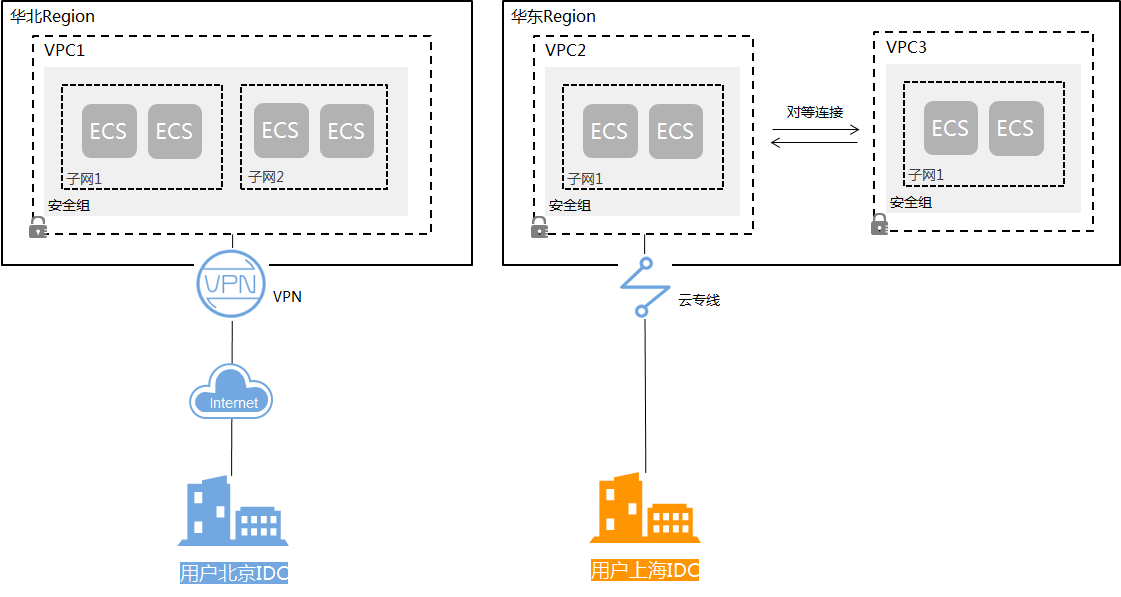 华北Region
VPC1
ECS
ECS
ECS
ECS
子网1
子网2
安全组
VPN
VPN
Internet
用户北京IDC
华东Region
VPC2
ECS
ECS
子网1
安全组
对等连接
VPC3
ECS
ECS
子网1
安全组
云专线
用户上海IDC